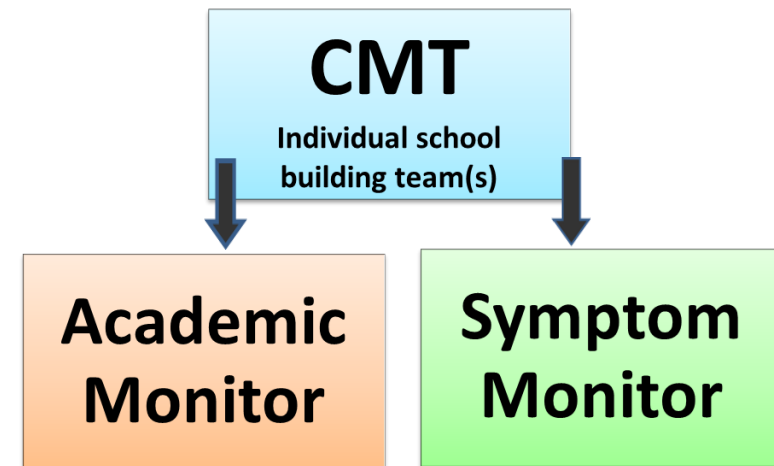 CMT
Individual school
building team(s)
Academic
Monitor
Symptom
Monitor